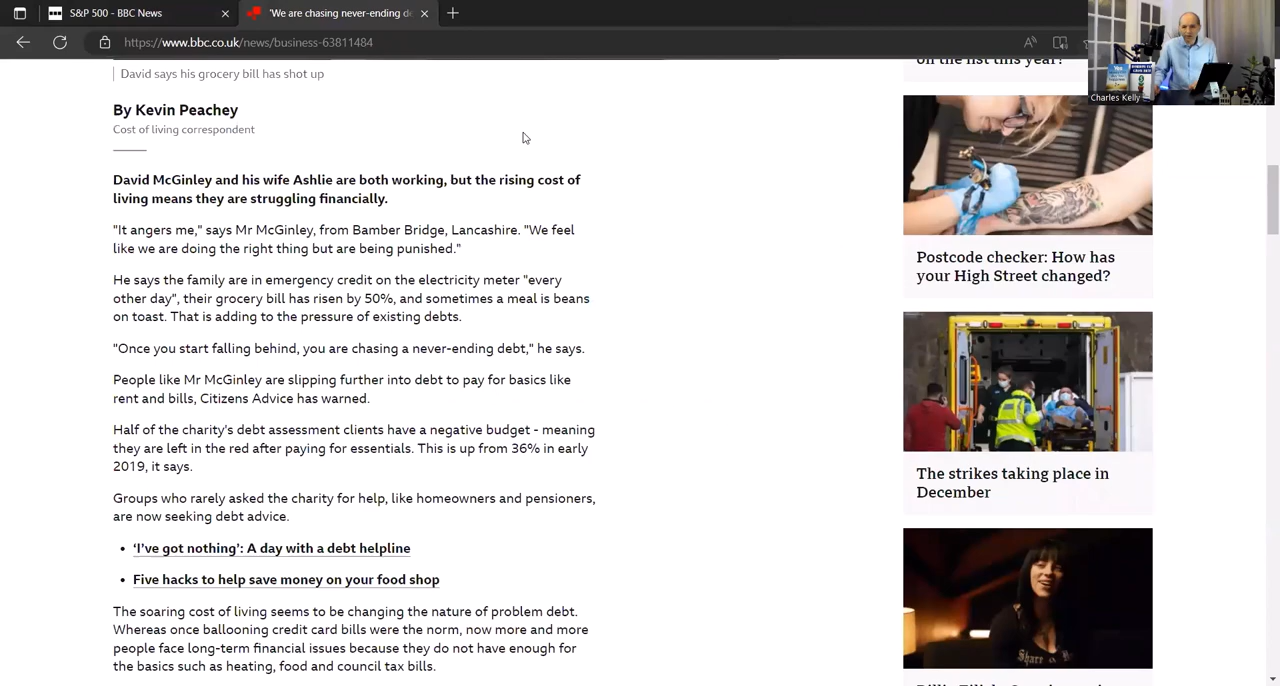 S&P 500 - BBC News
'We are chasing never-ending de
https://www.bbc.co.uk/news/business-63811484
Charles Kelly
David says his grocery bill has shot up
By Kevin Peachey
Cost of living correspondent
David McGinley and his wife Ashlie are both working, but the rising cost of
living means they are struggling financially.
"It angers me," says Mr McGinley, from Bamber Bridge, Lancashire. "We feel
like we are doing the right thing but are being punished."
He says the family are in emergency credit on the electricity meter "every
other day", their grocery bill has risen by 50%, and sometimes a meal is beans
on toast. That is adding to the pressure of existing debts.
"Once you start falling behind, you are chasing a never-ending debt," he says.
People like Mr McGinley are slipping further into debt to pay for basics like
rent and bills, Citizens Advice has warned.
Half of the charity's debt assessment clients have a negative budget - meaning
they are left in the red after paying for essentials. This is up from 36% in early
2019, it says.
Groups who rarely asked the charity for help, like homeowners and pensioners,
are now seeking debt advice.
• ‘I’ve got nothing’: A day with a debt helpline
• Five hacks to help save money on your food shop
The soaring cost of living seems to be changing the nature of problem debt.
Whereas once ballooning credit card bills were the norm, now more and more
people face long-term financial issues because they do not have enough for
the basics such as heating, food and council tax bills.
on the list this year?
Postcode checker: How has
your High Street changed?
The strikes taking place in
December